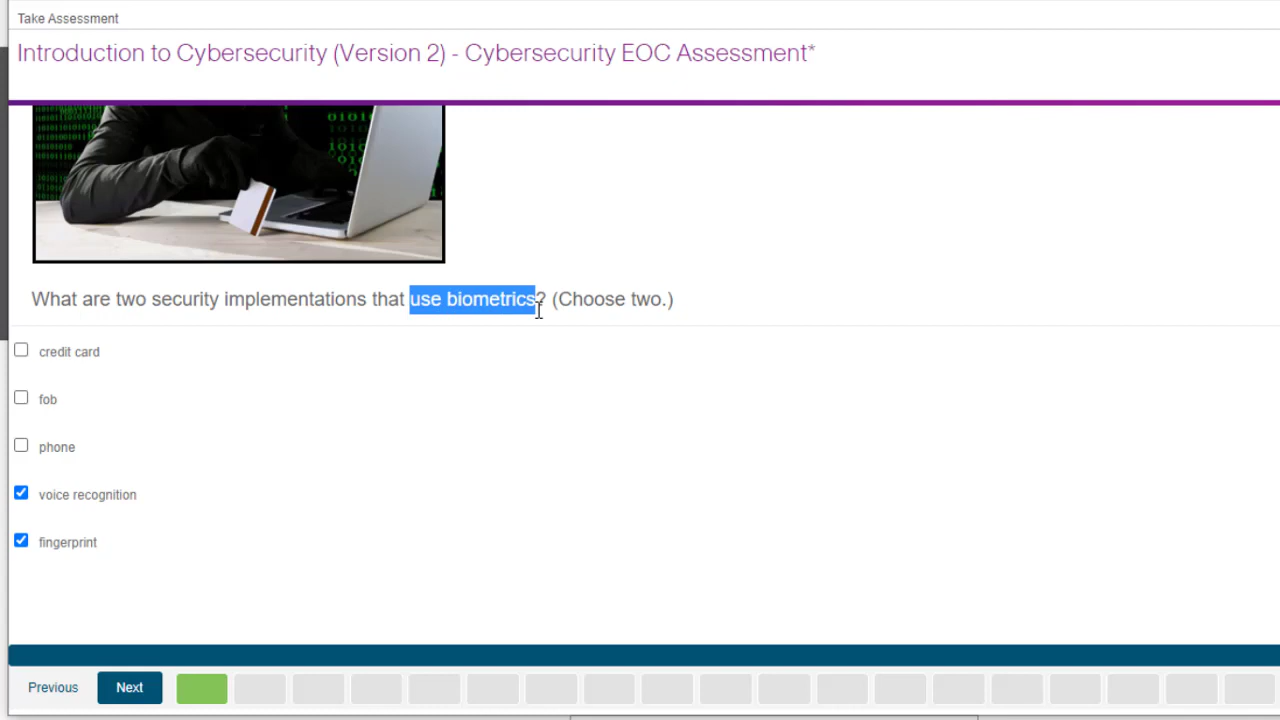 Take Assessment
Introduction to Cybersecurity (Version 2) - Cybersecurity EOC Assessment*
What are two security implementations that use biometrics? (Choose two.)
credit card
fob
phone
voice recognition
fingerprint
Previous Next